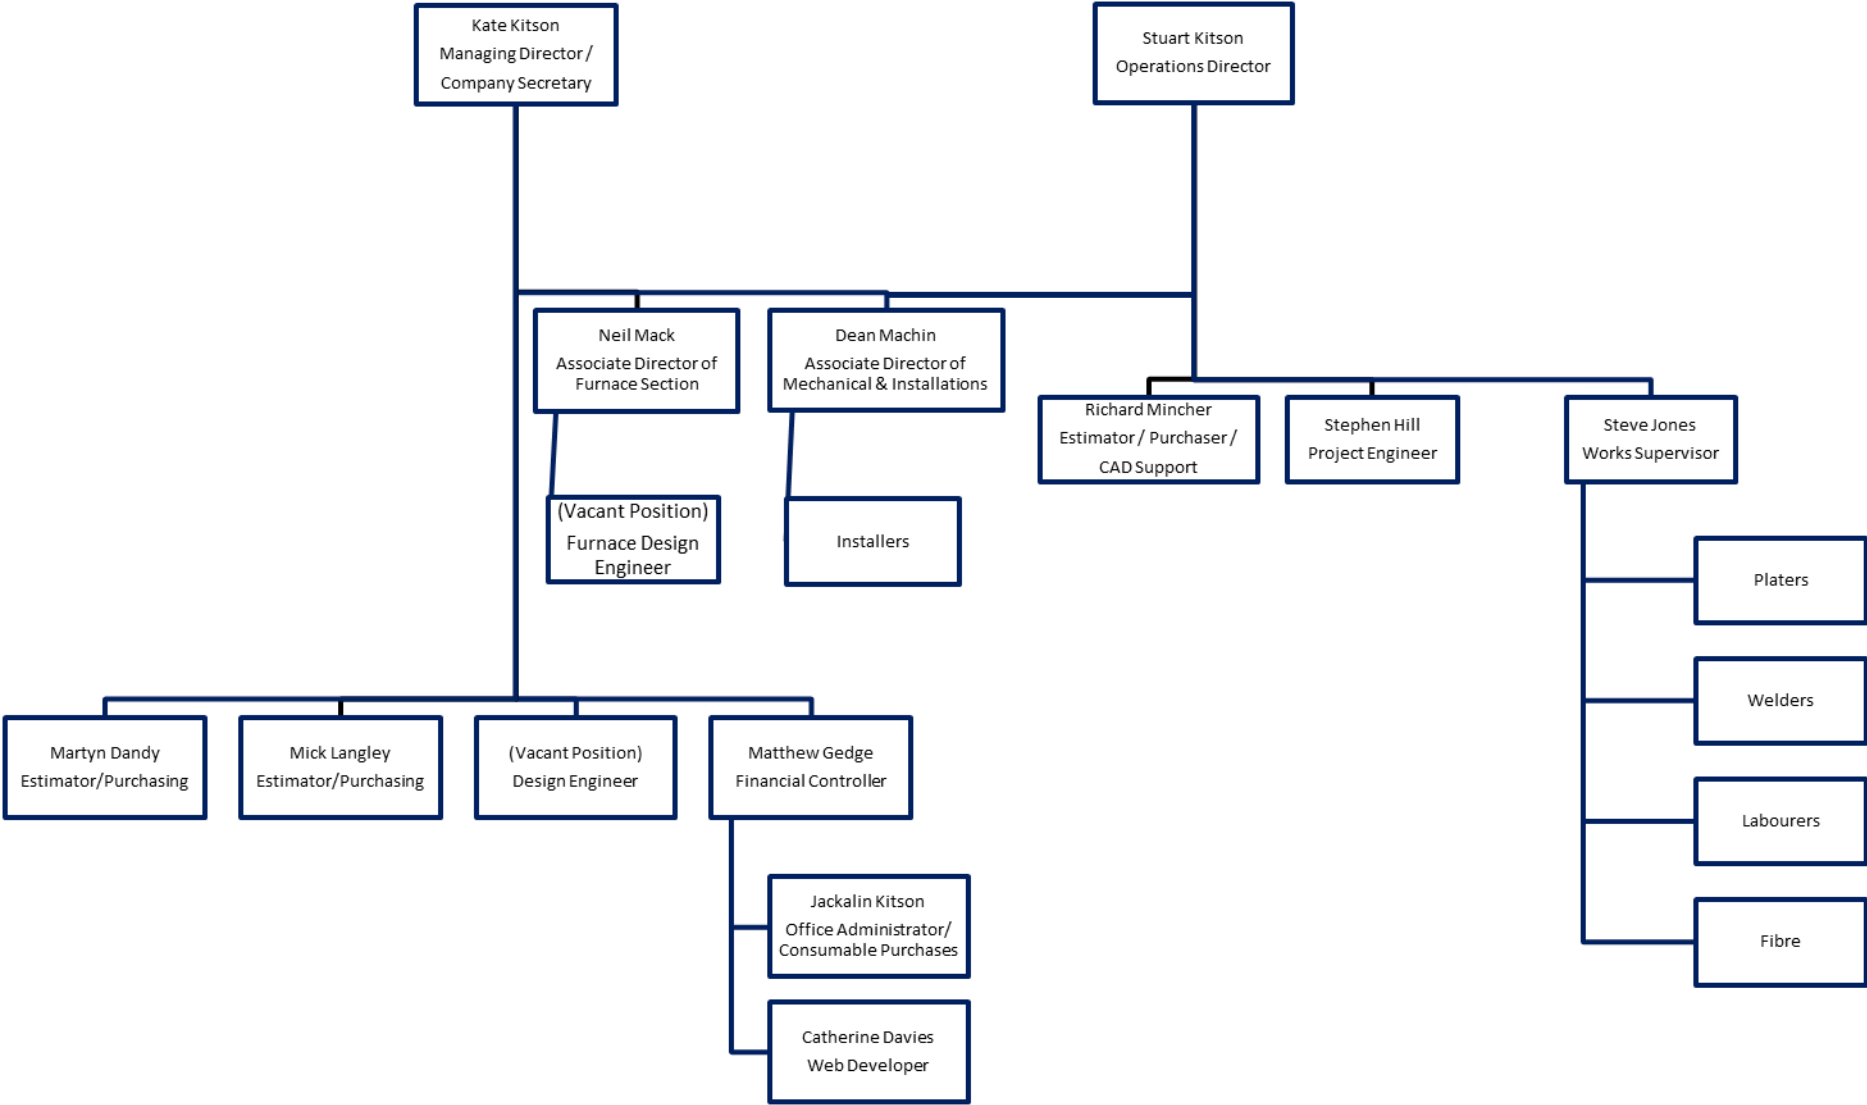 Kate Kitson
Managing Director /
Company Secretary
Stuart Kitson
Operations Director
Neil Mack
Associate Director of
Furnace Section
Dean Machin
Associate Director of
Mechanical & Installations
Richard Mincher
Estimator / Purchaser /
CAD Support
Stephen Hill
Project Engineer
Steve Jones
Works Supervisor
(Vacant Position)
Furnace Design
Engineer
Installers
Platers
Welders
Labourers
Fibre
Martyn Dandy
Estimator/Purchasing
Mick Langley
Estimator/Purchasing
(Vacant Position)
Design Engineer
Matthew Gedge
Financial Controller
Jackalin Kitson
Office Administrator/
Consumable Purchases
Catherine Davies
Web Developer